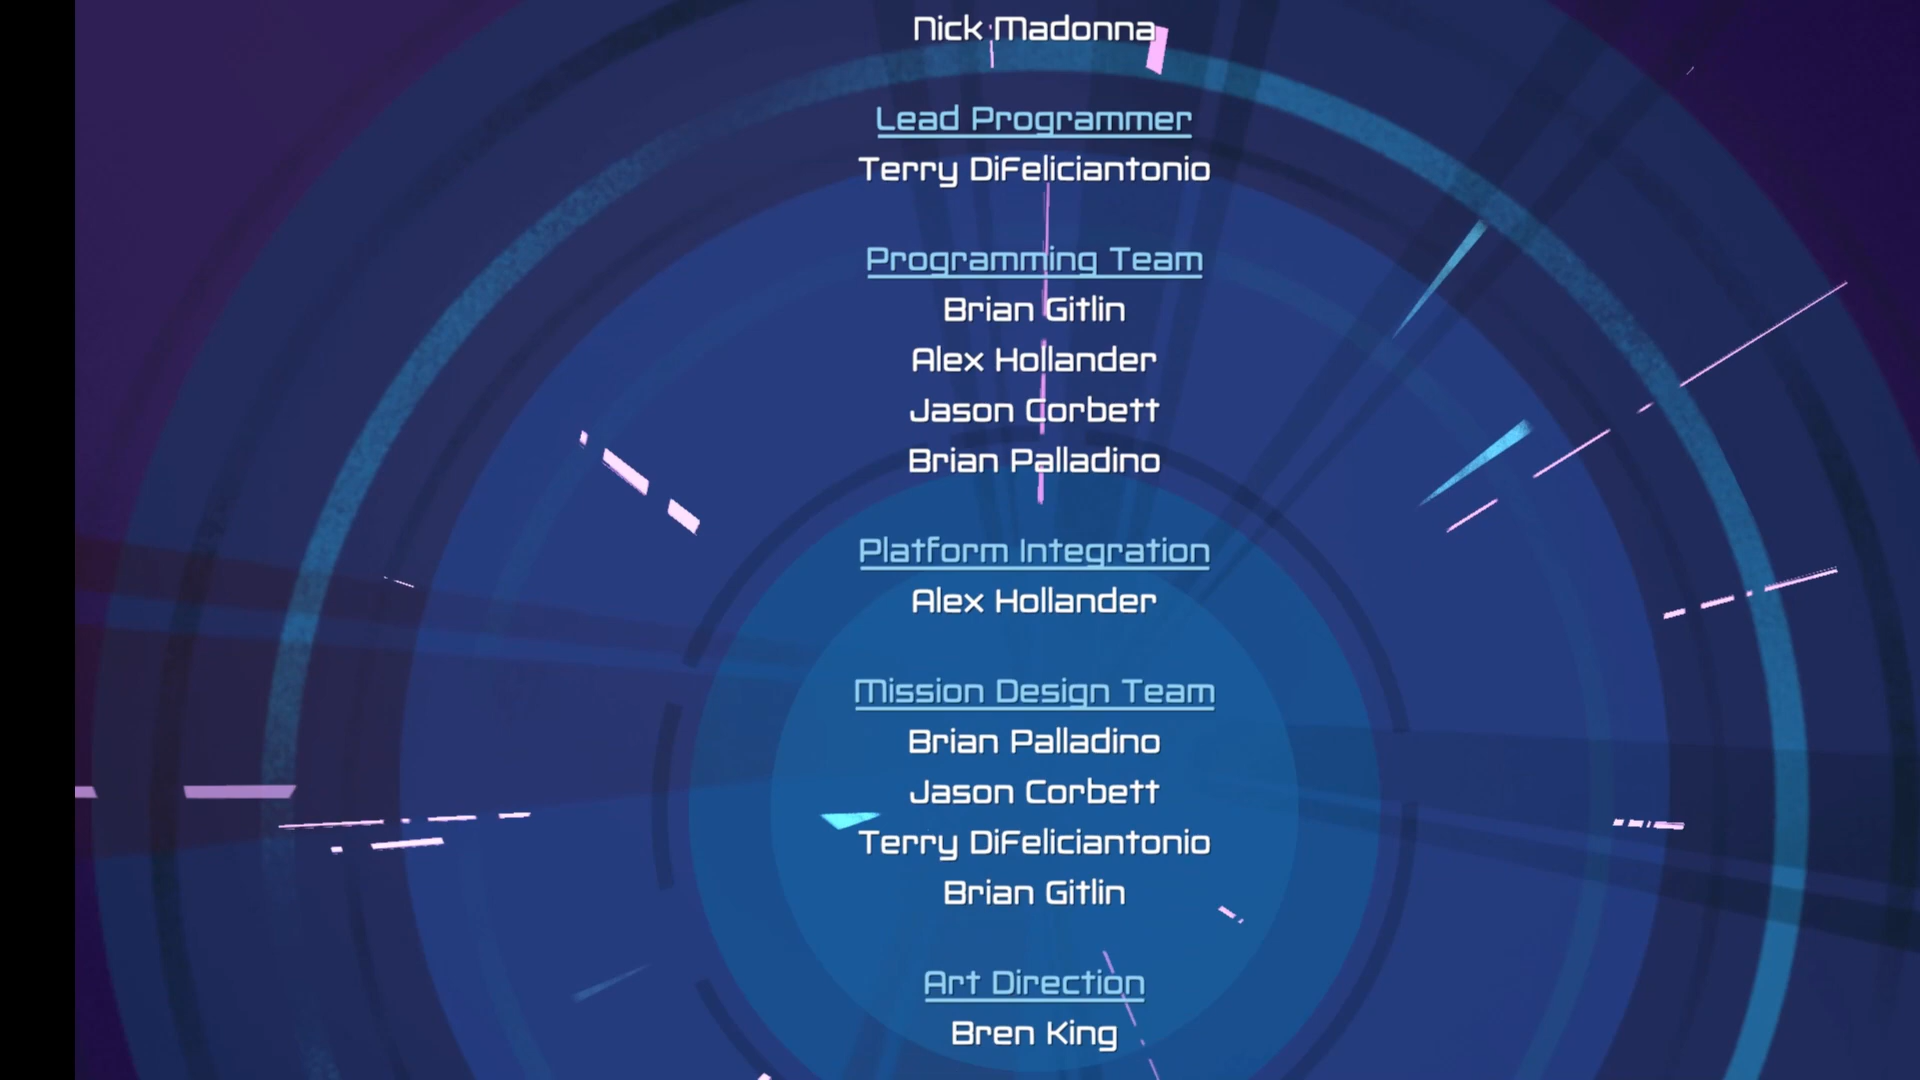 Nick Madonna
Lead Programmer
Terry DiFeliciantonio
Programming Team
Brian Gitlin
Alex Hollander
Jason Corbett
Brian Palladino
Platform Integration
Alex Hollander
Mission Design Team
Brian Palladino
Jason Corbett
Terry DiFeliciantonio
Brian Gitlin
Art Direction
Bren King